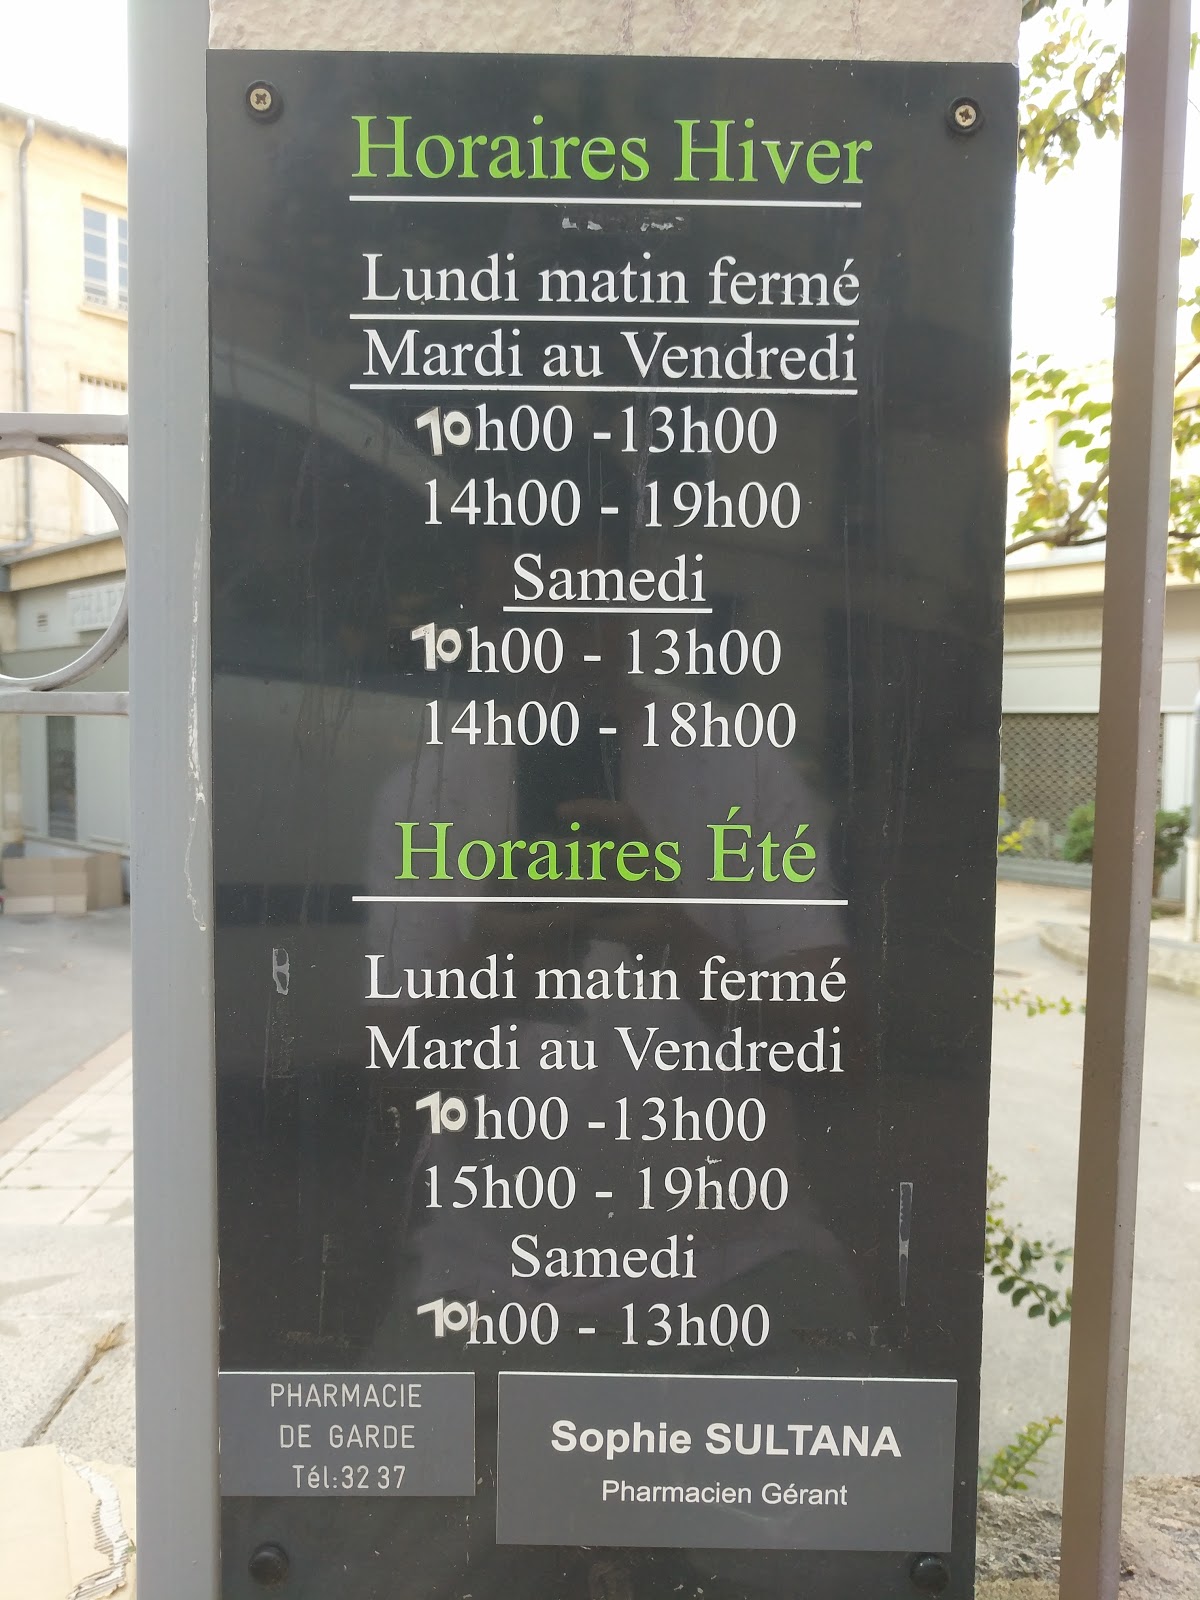 Horaires Hiver
Lundi matin fermé
Mardi au Vendredi
10h00 -13h00
14h00 - 19h00
Samedi
10h00 - 13h00
14h00 - 18h00
Horaires Été
Lundi matin fermé
Mardi au Vendredi
10h00 -13h00
15h00 - 19h00
Samedi
10h00 - 13h00
PHARMACIE
DE GARDE
Tél:32 37
Sophie SULTANA
Pharmacien Gérant